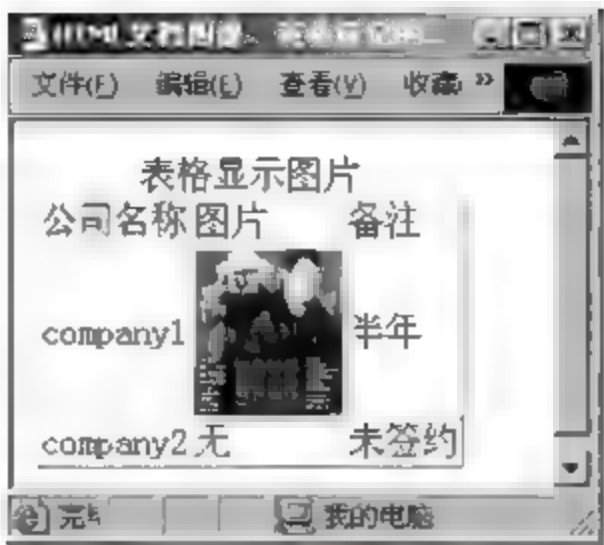 文件(F) 编辑(E) 查看(V) 收藏 »
表格显示图片
公司名称 图片 备注
company1 半年
company2 无 未签约
我的电脑